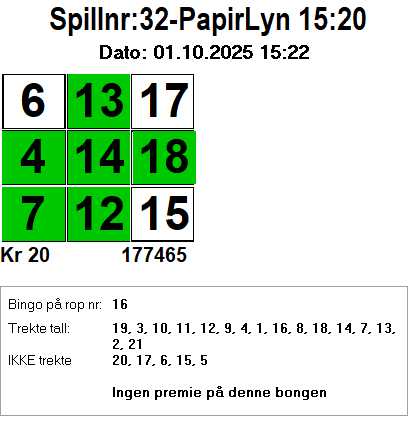 Spillnr:32-PapirLyn 15:20
Dato: 01.10.2025 15:22
6 13 17
4 14 18
7 12 15
Kr 20 177465
Bingo på rop nr: 16
Trekte tall: 19, 3, 10, 11, 12, 9, 4, 1, 16, 8, 18, 14, 7, 13,
2, 21
IKKE trekte 20, 17, 6, 15, 5
Ingen premie på denne bongen